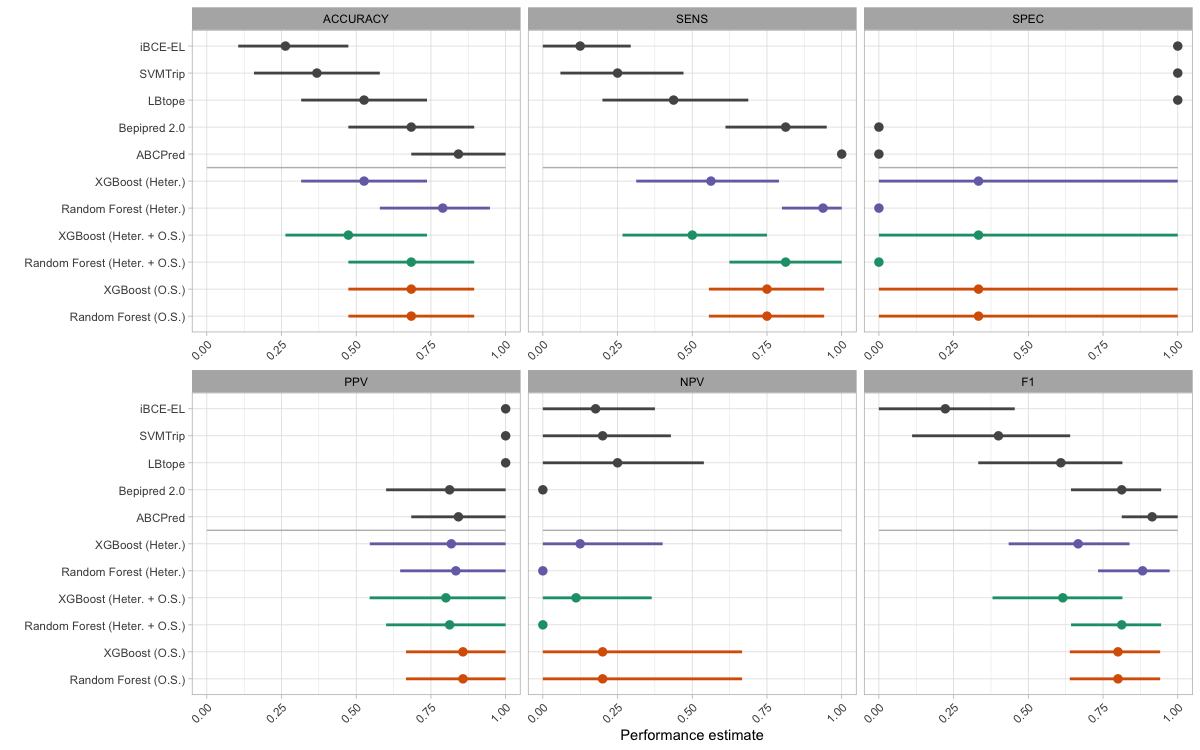 ACCURACY SENS SPEC
iBCE-EL
SVMTrip
LBtope
Bepipred 2.0
ABCPred
XGBoost (Heter.)
Random Forest (Heter.)
XGBoost (Heter. + O.S.)
Random Forest (Heter. + O.S.)
XGBoost (O.S.)
Random Forest (O.S.)
0.00 0.25 0.50 0.75 1.00 0.00 0.25 0.50 0.75 1.00 0.00 0.25 0.50 0.75 1.00
PPV NPV F1
iBCE-EL
SVMTrip
LBtope
Bepipred 2.0
ABCPred
XGBoost (Heter.)
Random Forest (Heter.)
XGBoost (Heter. + O.S.)
Random Forest (Heter. + O.S.)
XGBoost (O.S.)
Random Forest (O.S.)
0.00 0.25 0.50 0.75 1.00 0.00 0.25 0.50 0.75 1.00 0.00 0.25 0.50 0.75 1.00
Performance estimate